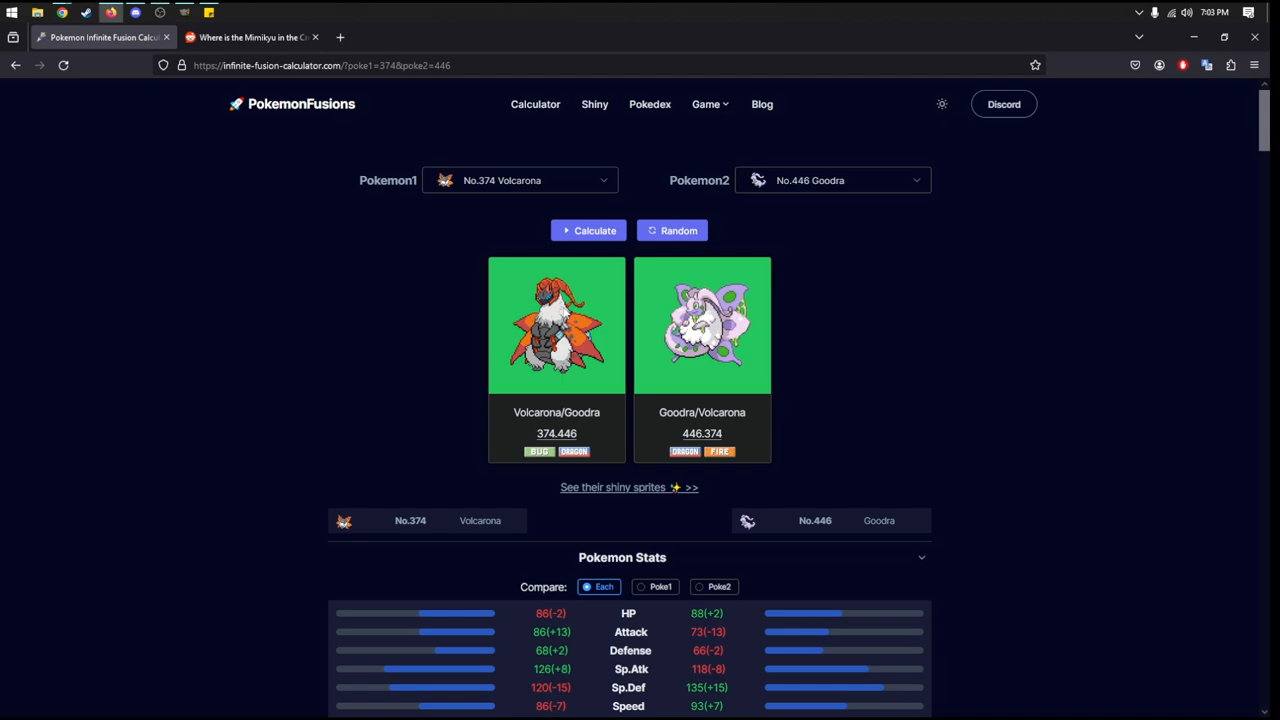 7:03 PM
Pokemon Infinite Fusion Calcul
Where is the Mimikyu in the Cr
https://infinite-fusion-calculator.com/?poke1=374&poke2=446
PokemonFusions
Calculator Shiny Pokedex Game Blog
Discord
Pokemon1 No.374 Volcarona
Pokemon2 No.446 Goodra
Calculate Random
Volcarona/Goodra
374.446
BUG DRAGON
Goodra/Volcarona
446.374
DRAGON FIRE
See their shiny sprites ✨ >>
No.374 Volcarona
No.446 Goodra
Pokemon Stats
Compare: Each Poke1 Poke2
86(-2) HP 88(+2)
86(+13) Attack 73(-13)
68(+2) Defense 66(-2)
126(+8) Sp.Atk 118(-8)
120(-15) Sp.Def 135(+15)
86(-7) Speed 93(+7)